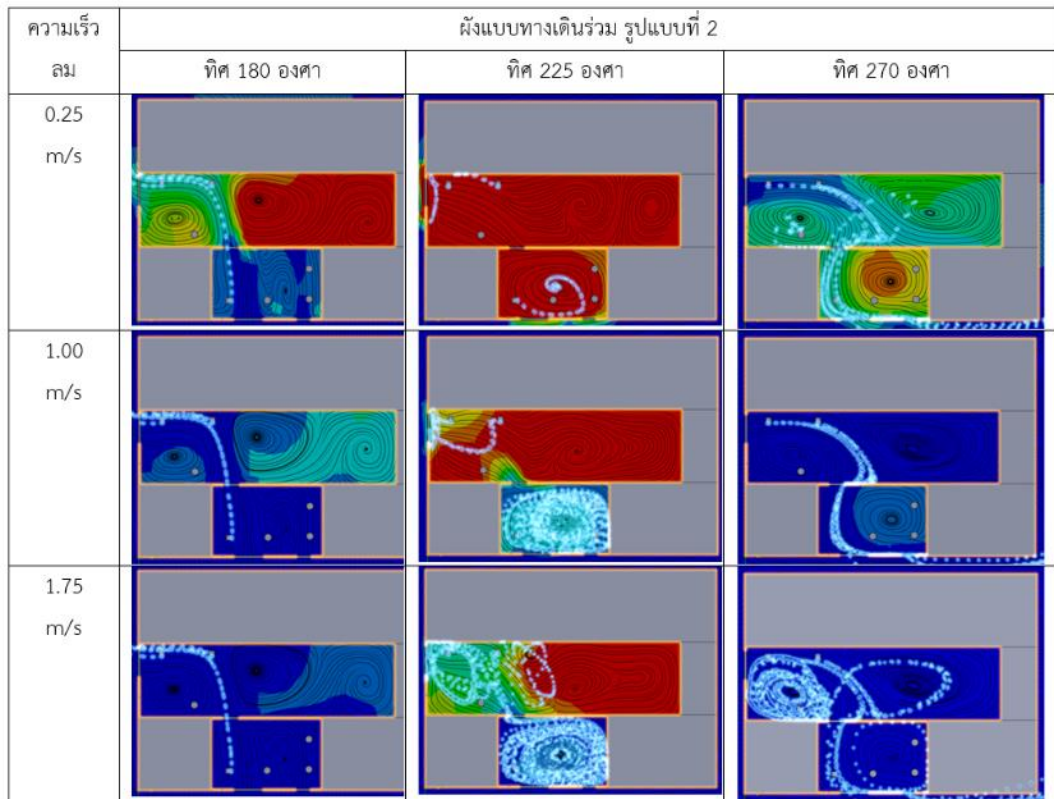 ความเร็ว
ลม
ผังแบบทางเดินร่วม รูปแบบที่ 2
ทิศ 180 องศา
ทิศ 225 องศา
ทิศ 270 องศา
0.25
m/s
1.00
m/s
1.75
m/s